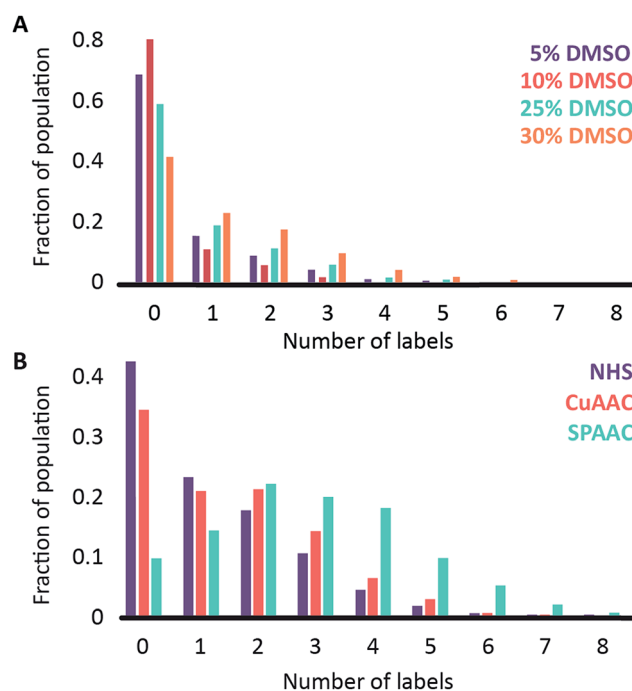 A
Fraction of population
0.8
0.6
0.4
0.2
0
5% DMSO
10% DMSO
25% DMSO
30% DMSO
0 1 2 3 4 5 6 7 8
Number of labels
B
Fraction of population
0.4
0.3
0.2
0.1
0
NHS
CuAAC
SPAAC
0 1 2 3 4 5 6 7 8
Number of labels